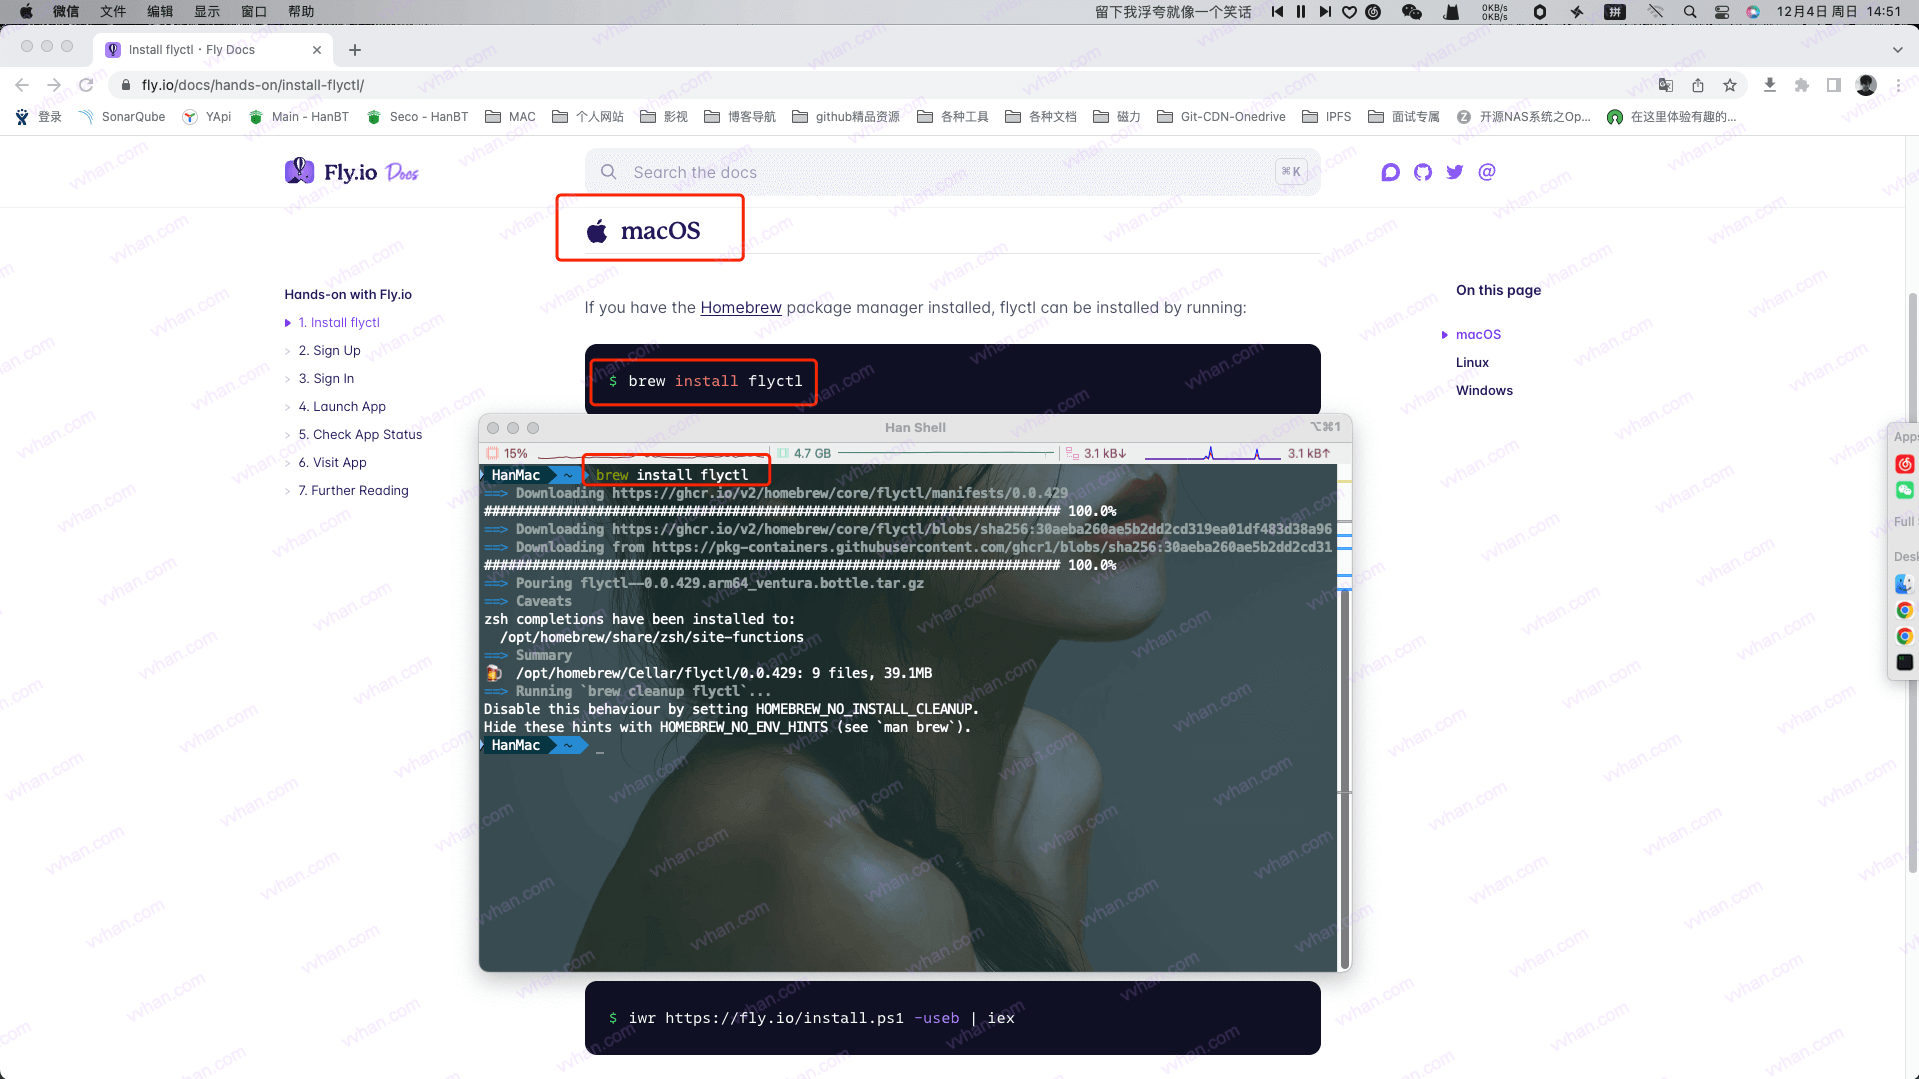 微信 文件 编辑 显示 窗口 帮助
留下我浮夸就像一个笑话
0KB/s
0KB/s
拼
12月4日 周日 14:51
Install flyctl · Fly Docs
fly.io/docs/hands-on/install-flyctl/
登录 SonarQube YApi Main - HanBT Seco - HanBT MAC 个人网站 影视 博客导航 github精品资源 各种工具 各种文档 磁力 Git-CDN-Onedrive IPFS 面试专属 开源NAS系统之Op... 在这里体验有趣的...
Fly.io Docs
Search the docs
⌘K
macOS
Hands-on with Fly.io
1. Install flyctl
2. Sign Up
3. Sign In
4. Launch App
5. Check App Status
6. Visit App
7. Further Reading
If you have the Homebrew package manager installed, flyctl can be installed by running:
$ brew install flyctl
On this page
macOS
Linux
Windows
Han Shell
⌥⌘1
15% 4.7 GB 3.1 kB↓ 3.1 kB↑
HanMac ~ brew install flyctl
==> Downloading https://ghcr.io/v2/homebrew/core/flyctl/manifests/0.0.429
######################################################################## 100.0%
==> Downloading https://ghcr.io/v2/homebrew/core/flyctl/blobs/sha256:30aeba260ae5b2dd2cd319ea01df483d38a96
==> Downloading from https://pkg-containers.githubusercontent.com/ghcr1/blobs/sha256:30aeba260ae5b2dd2cd31
######################################################################## 100.0%
==> Pouring flyctl--0.0.429.arm64_ventura.bottle.tar.gz
==> Caveats
zsh completions have been installed to:
/opt/homebrew/share/zsh/site-functions
==> Summary
🍺 /opt/homebrew/Cellar/flyctl/0.0.429: 9 files, 39.1MB
==> Running `brew cleanup flyctl`...
Disable this behaviour by setting HOMEBREW_NO_INSTALL_CLEANUP.
Hide these hints with HOMEBREW_NO_ENV_HINTS (see `man brew`).
HanMac ~ _
$ iwr https://fly.io/install.ps1 -useb | iex
Apps
Full
Desk
vvhan.com